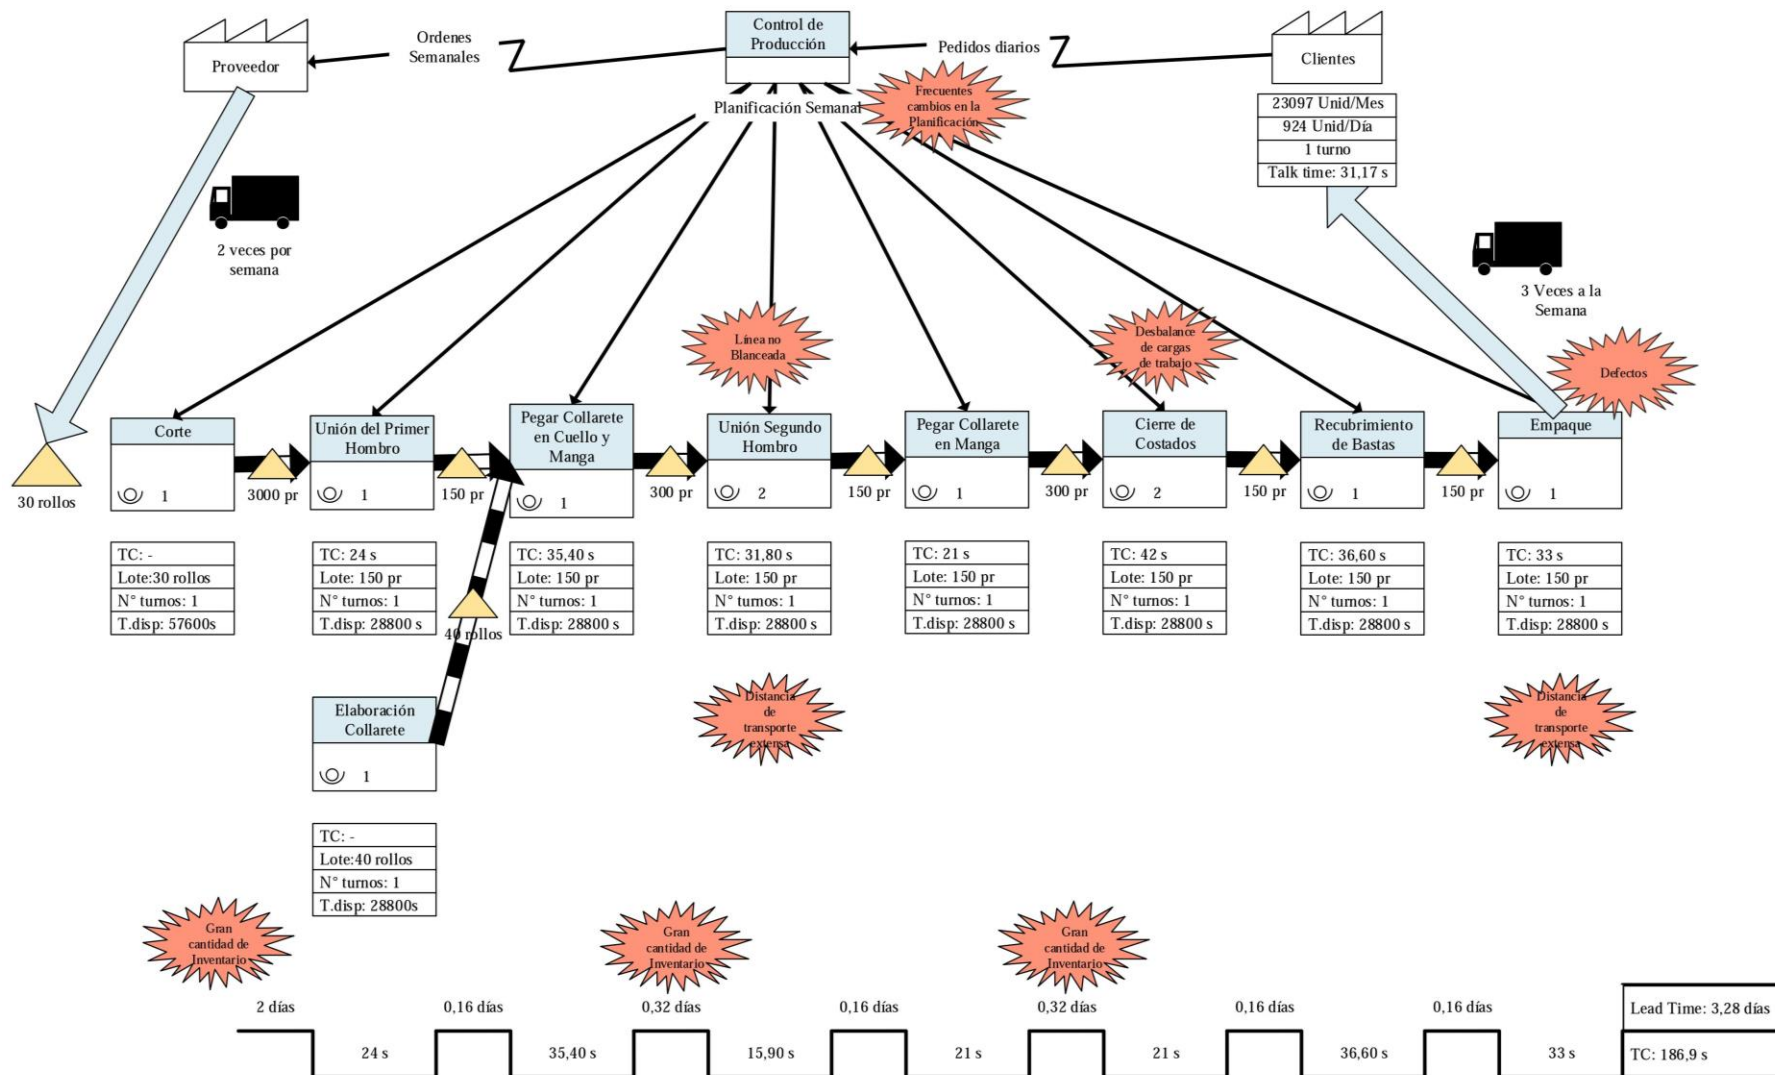 Proveedor
Ordenes
Semanales
Control de
Producción
Pedidos diarios
Clientes
Planificación Semanal
Frecuentes
cambios en la
Planificación
23097 Unid/Mes
924 Unid/Día
1 turno
Talk time: 31,17 s
2 veces por
semana
3 Veces a la
Semana
Línea no
Blanceada
Desbalance
de cargas
de trabajo
Defectos
30 rollos
Corte
1
3000 pr
Unión del Primer
Hombro
1
150 pr
Pegar Collarete
en Cuello y
Manga
1
300 pr
Unión Segundo
Hombro
2
150 pr
Pegar Collarete
en Manga
1
300 pr
Cierre de
Costados
2
150 pr
Recubrimiento
de Bastas
1
150 pr
Empaque
1
TC: -
Lote:30 rollos
N° turnos: 1
T.disp: 57600s
TC: 24 s
Lote: 150 pr
N° turnos: 1
T.disp: 28800 s
TC: 35,40 s
Lote: 150 pr
N° turnos: 1
T.disp: 28800 s
TC: 31,80 s
Lote: 150 pr
N° turnos: 1
T.disp: 28800 s
TC: 21 s
Lote: 150 pr
N° turnos: 1
T.disp: 28800 s
TC: 42 s
Lote: 150 pr
N° turnos: 1
T.disp: 28800 s
TC: 36,60 s
Lote: 150 pr
N° turnos: 1
T.disp: 28800 s
TC: 33 s
Lote: 150 pr
N° turnos: 1
T.disp: 28800 s
40 rollos
Elaboración
Collarete
1
TC: -
Lote:40 rollos
N° turnos: 1
T.disp: 28800s
Distancia
de
transporte
extensa
Distancia
de
transporte
extensa
Gran
cantidad de
Inventario
Gran
cantidad de
Inventario
Gran
cantidad de
Inventario
2 días
0,16 días
0,32 días
0,16 días
0,32 días
0,16 días
0,16 días
Lead Time: 3,28 días
24 s
35,40 s
15,90 s
21 s
21 s
36,60 s
33 s
TC: 186,9 s